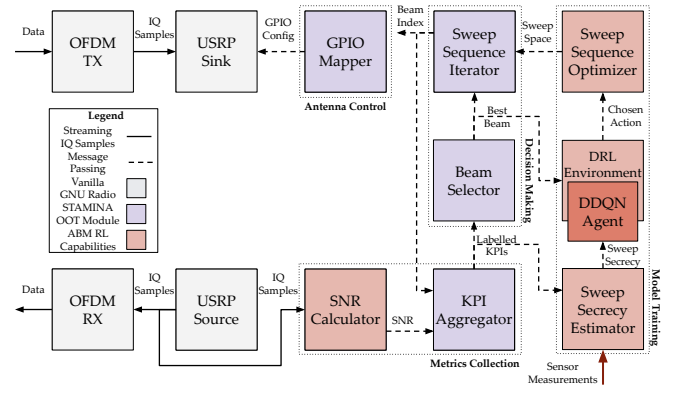 Data
OFDM
TX
IQ
Samples
USRP
Sink
GPIO
Config
GPIO
Mapper
Antenna Control
Beam
Index
Sweep
Sequence
Iterator
Sweep
Space
Sweep
Sequence
Optimizer
Legend
Streaming
IQ Samples
Message
Passing
Vanilla
GNU Radio
STAMINA
OOT Module
ABM RL
Capabilities
Best
Beam
Beam
Selector
Decision Making
Chosen
Action
DRL
Environment
DDQN
Agent
Labelled
KPIs
Sweep
Secrecy
Data
OFDM
RX
IQ
Samples
USRP
Source
IQ
Samples
SNR
Calculator
SNR
KPI
Aggregator
Metrics Collection
Sweep
Secrecy
Estimator
Model Training
Sensor
Measurements